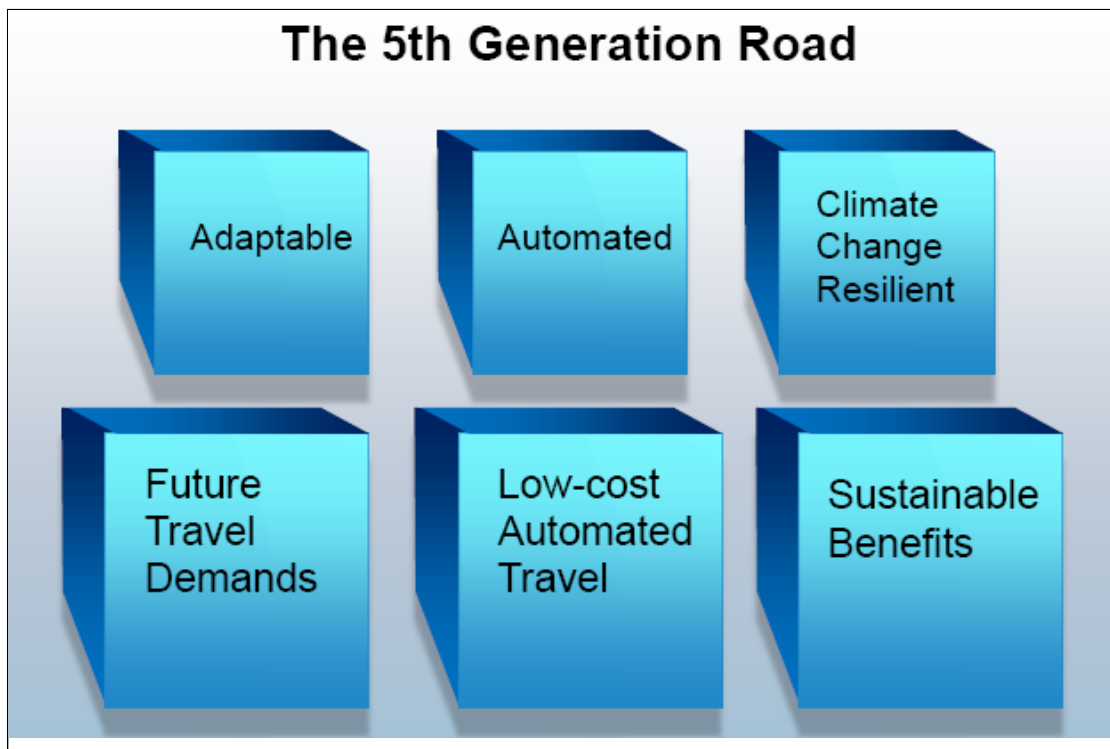 The 5th Generation Road
Adaptable
Automated
Climate
Change
Resilient
Future
Travel
Demands
Low-cost
Automated
Travel
Sustainable
Benefits